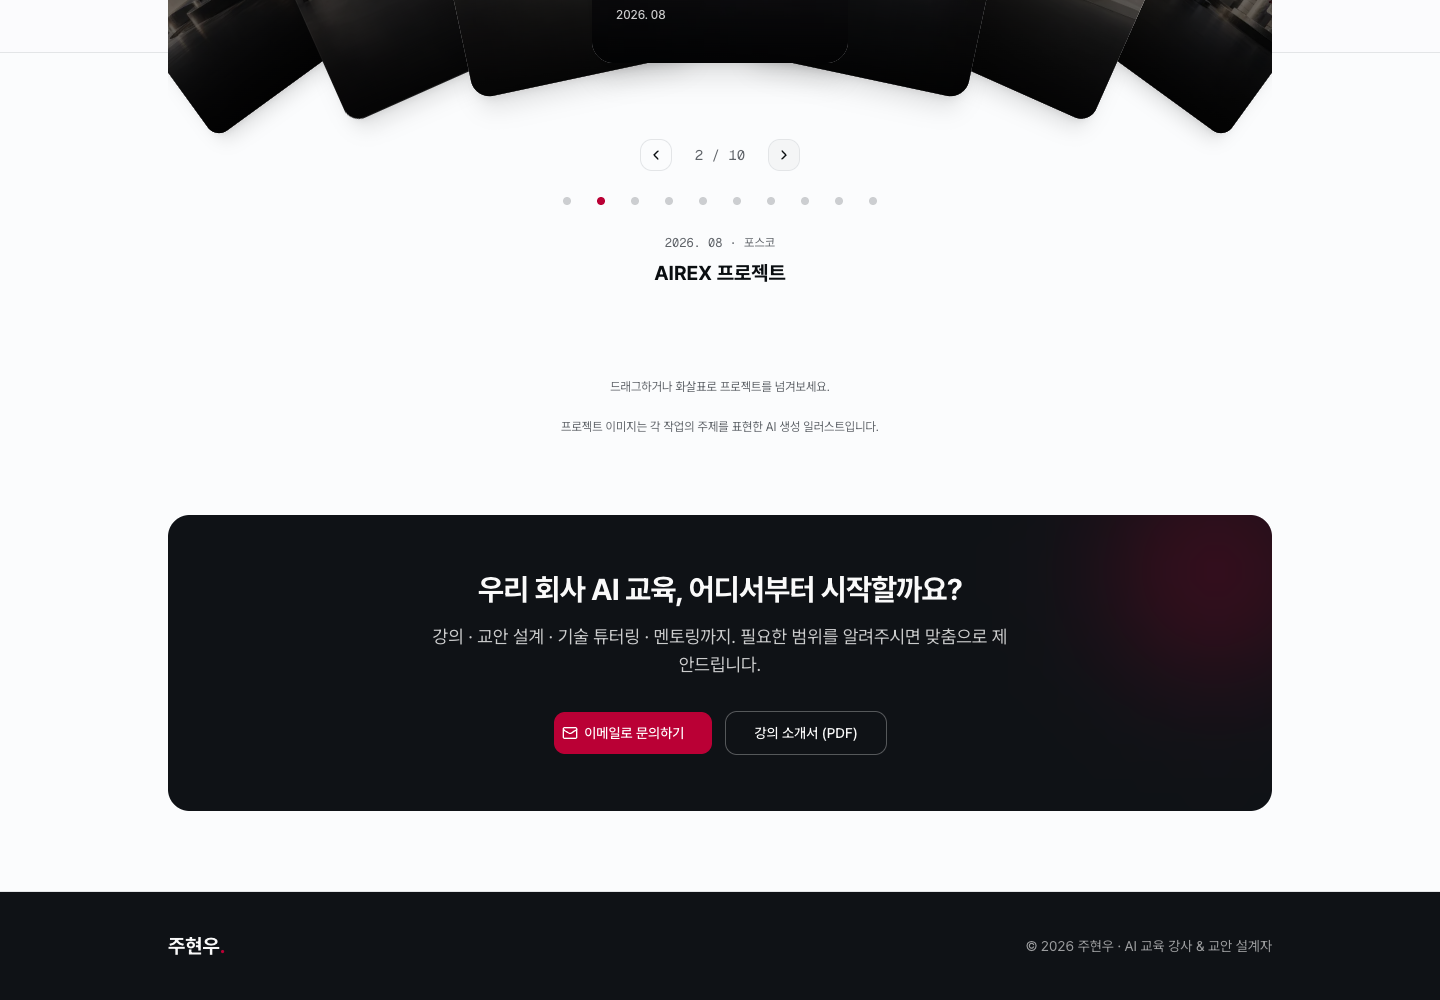 2026. 08
2 / 10
2026. 08 · 포스코
AIREX 프로젝트
드래그하거나 화살표로 프로젝트를 넘겨보세요.
프로젝트 이미지는 각 작업의 주제를 표현한 AI 생성 일러스트입니다.
우리 회사 AI 교육, 어디서부터 시작할까요?
강의 · 교안 설계 · 기술 튜터링 · 멘토링까지. 필요한 범위를 알려주시면 맞춤으로 제
안드립니다.
이메일로 문의하기
강의 소개서 (PDF)
주현우.
© 2026 주현우 · AI 교육 강사 & 교안 설계자